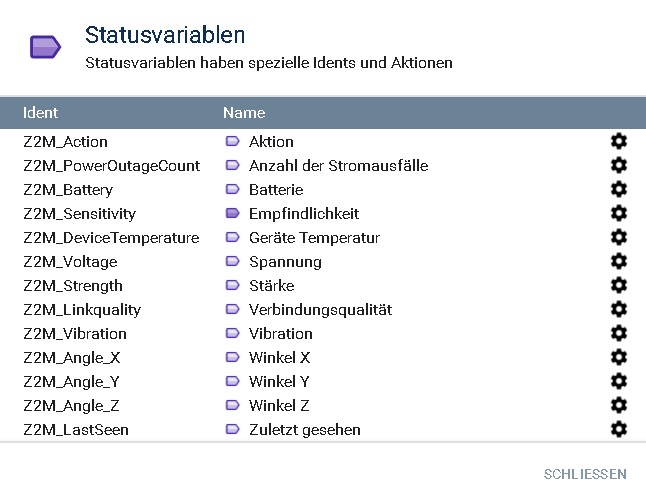 Statusvariablen
Statusvariablen haben spezielle Idents und Aktionen
Ident Name
Z2M_Action Aktion
Z2M_PowerOutageCount Anzahl der Stromausfälle
Z2M_Battery Batterie
Z2M_Sensitivity Empfindlichkeit
Z2M_DeviceTemperature Geräte Temperatur
Z2M_Voltage Spannung
Z2M_Strength Stärke
Z2M_Linkquality Verbindungsqualität
Z2M_Vibration Vibration
Z2M_Angle_X Winkel X
Z2M_Angle_Y Winkel Y
Z2M_Angle_Z Winkel Z
Z2M_LastSeen Zuletzt gesehen
SCHLIESSEN